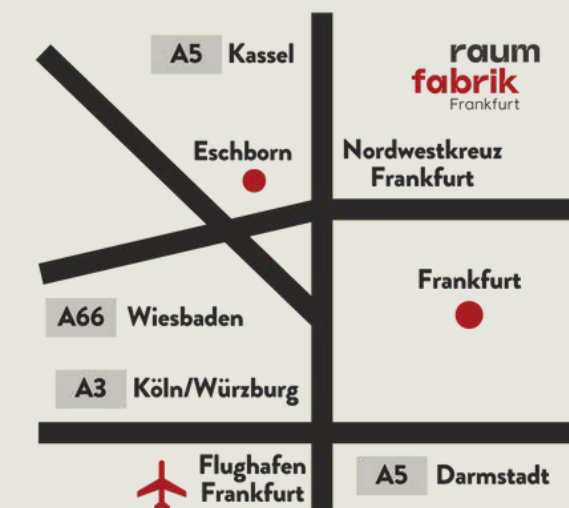 A5 Kassel
raum
fabrik
Frankfurt
Eschborn
Nordwestkreuz
Frankfurt
Frankfurt
A66 Wiesbaden
A3 Köln/Würzburg
Flughafen
Frankfurt
A5 Darmstadt